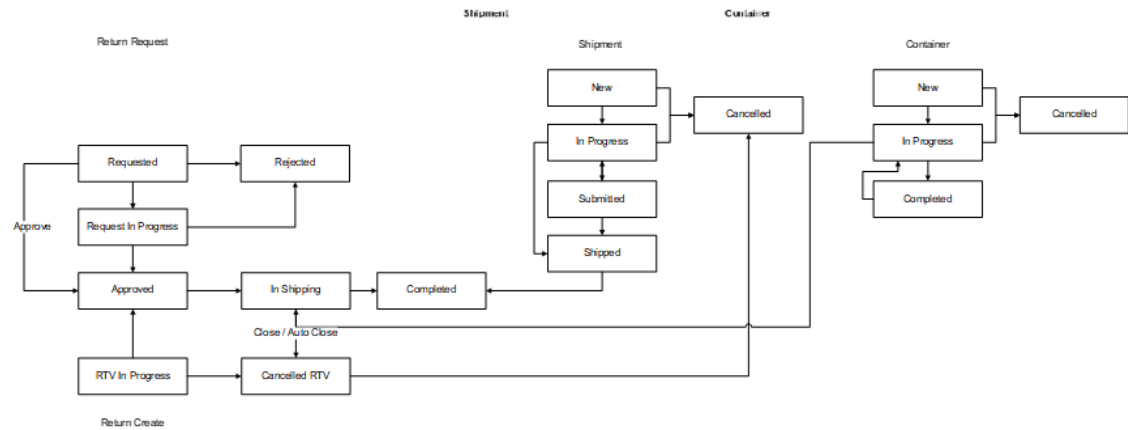 Shipment
Container
Return Request
Shipment
Container
New
New
Cancelled
Cancelled
In Progress
In Progress
Requested
Rejected
Submitted
Completed
Approve
Request In Progress
Shipped
Approved
In Shipping
Completed
Close / Auto Close
RTV In Progress
Cancelled RTV
Return Create